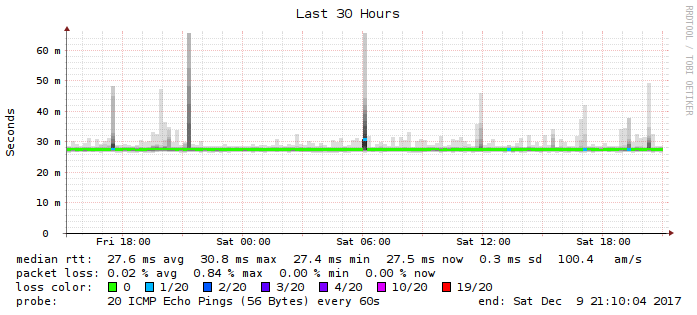 Last 30 Hours
RRDTOOL / TOBI OETIKER
Seconds
60 m
50 m
40 m
30 m
20 m
10 m
0
Fri 18:00 Sat 00:00 Sat 06:00 Sat 12:00 Sat 18:00
median rtt: 27.6 ms avg 30.8 ms max 27.4 ms min 27.5 ms now 0.3 ms sd 100.4 am/s
packet loss: 0.02 % avg 0.84 % max 0.00 % min 0.00 % now
loss color: 0 1/20 2/20 3/20 4/20 10/20 19/20
probe: 20 ICMP Echo Pings (56 Bytes) every 60s end: Sat Dec 9 21:10:04 2017